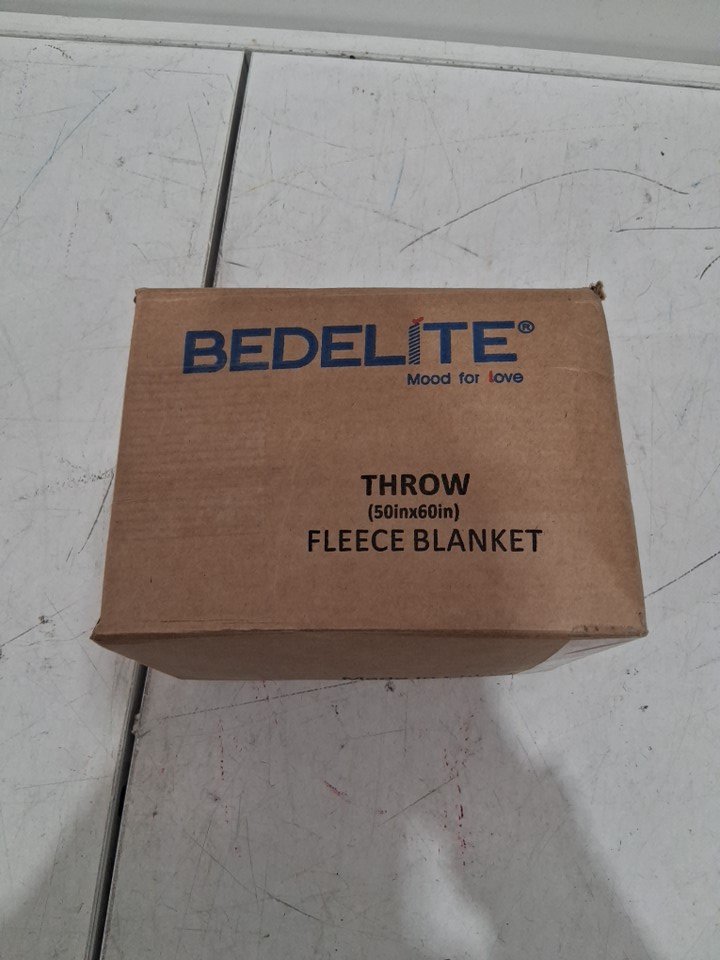 BEDELITE®
Mood for love
THROW
(50inx60in)
FLEECE BLANKET